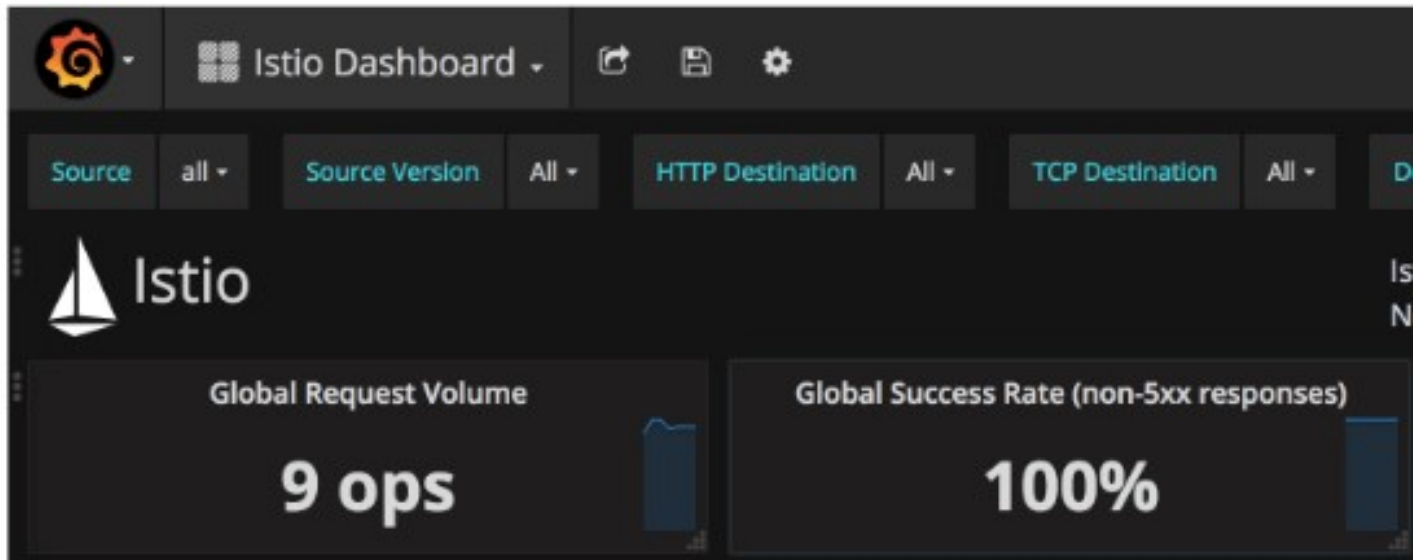 Istio Dashboard
Source all Source Version All HTTP Destination All TCP Destination All
Istio
Global Request Volume
9 ops
Global Success Rate (non-5xx responses)
100%